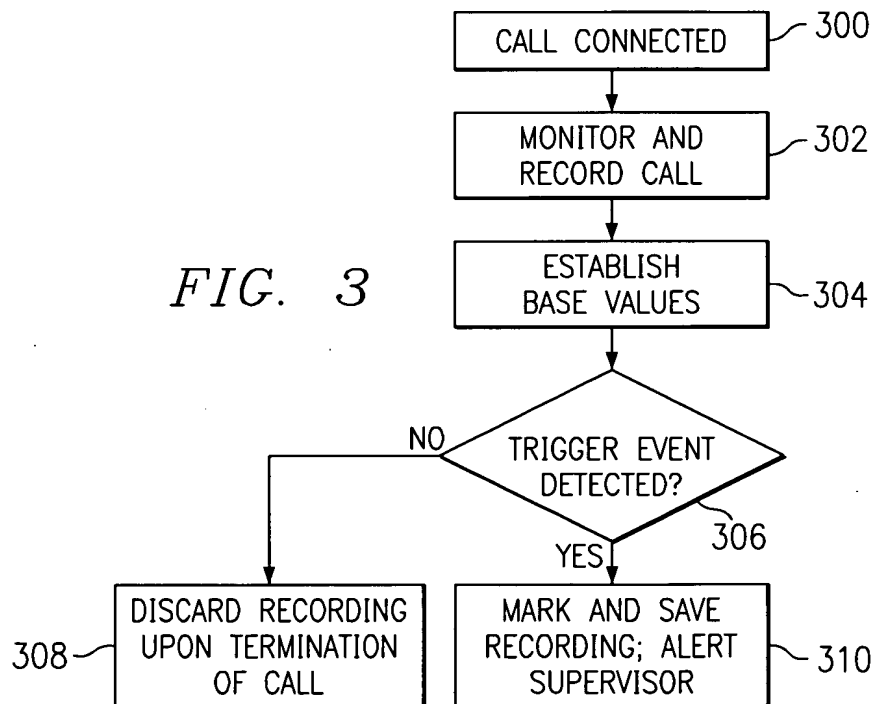 CALL CONNECTED
300
MONITOR AND
RECORD CALL
302
FIG. 3
ESTABLISH
BASE VALUES
304
NO
TRIGGER EVENT
DETECTED?
306
YES
DISCARD RECORDING
UPON TERMINATION
OF CALL
308
MARK AND SAVE
RECORDING; ALERT
SUPERVISOR
310